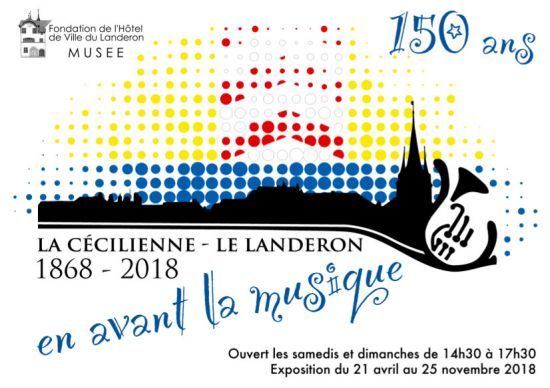 Fondation de l'Hôtel
de Ville du Landeron
MUSEE
150 ans
LA CÉCILIENNE - LE LANDERON
1868 - 2018
en avant la musique
Ouvert les samedis et dimanches de 14h30 à 17h30
Exposition du 21 avril au 25 novembre 2018